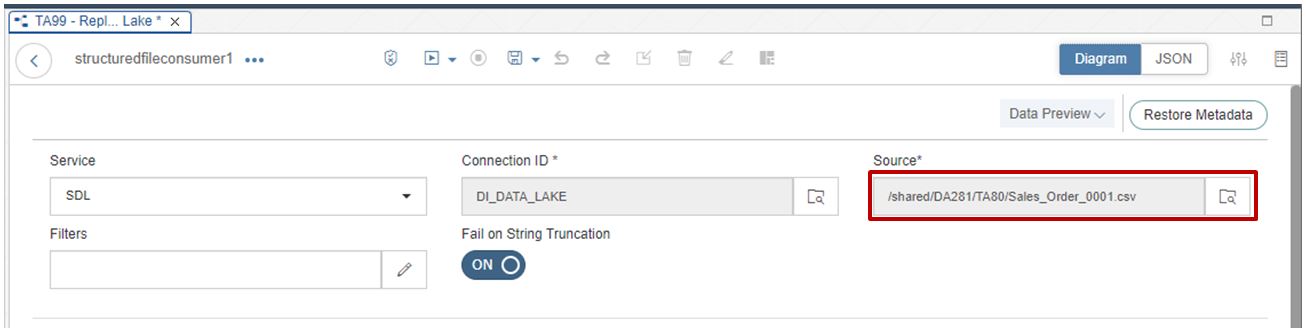 TA99 - Repl... Lake *
structuredfileconsumer1
Diagram
JSON
Data Preview
Restore Metadata
Service
Connection ID *
Source*
SDL
DI_DATA_LAKE
/shared/DA281/TA80/Sales_Order_0001.csv
Filters
Fail on String Truncation
ON